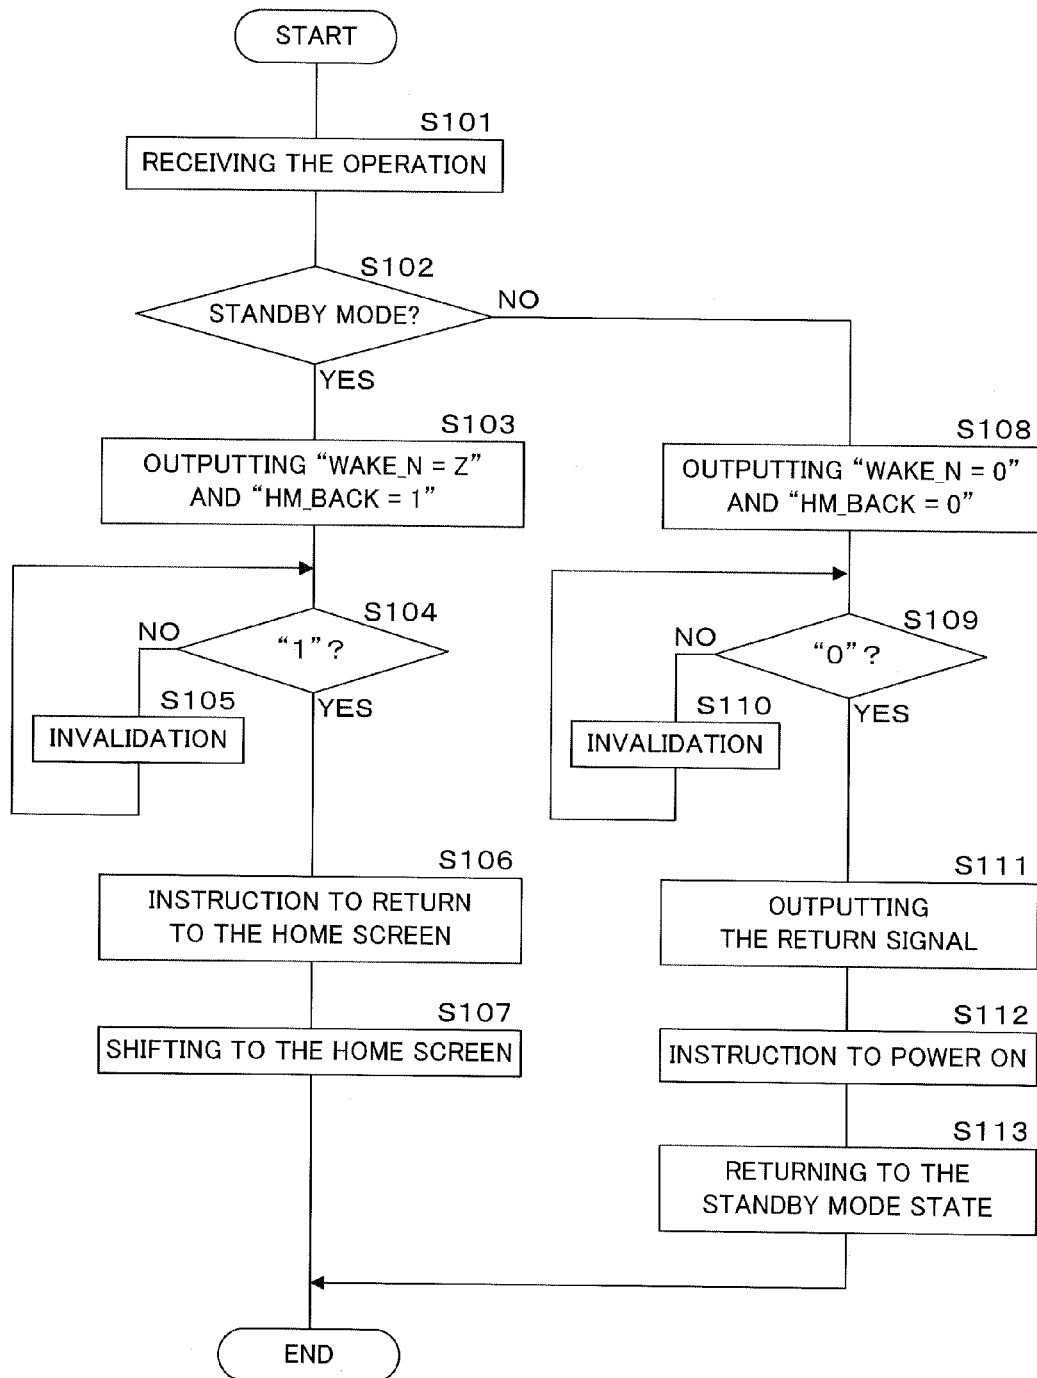 START
S101
RECEIVING THE OPERATION
S102
STANDBY MODE?
NO
YES
S103
OUTPUTTING “WAKE_N = Z”
AND “HM_BACK = 1”
S104
“1”?
NO
YES
S105
INVALIDATION
S106
INSTRUCTION TO RETURN
TO THE HOME SCREEN
S107
SHIFTING TO THE HOME SCREEN
S108
OUTPUTTING “WAKE_N = 0”
AND “HM_BACK = 0”
S109
“0”?
NO
YES
S110
INVALIDATION
S111
OUTPUTTING
THE RETURN SIGNAL
S112
INSTRUCTION TO POWER ON
S113
RETURNING TO THE
STANDBY MODE STATE
END